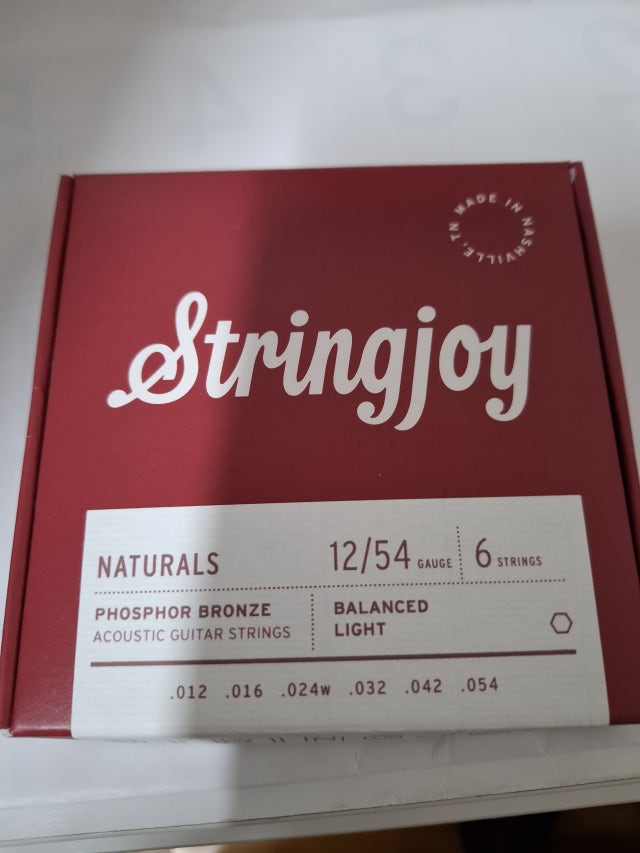 MADE IN NASHVILLE, TN
Stringjoy
NATURALS
12/54 GAUGE
6 STRINGS
PHOSPHOR BRONZE
ACOUSTIC GUITAR STRINGS
BALANCED
LIGHT
.012 .016 .024w .032 .042 .054